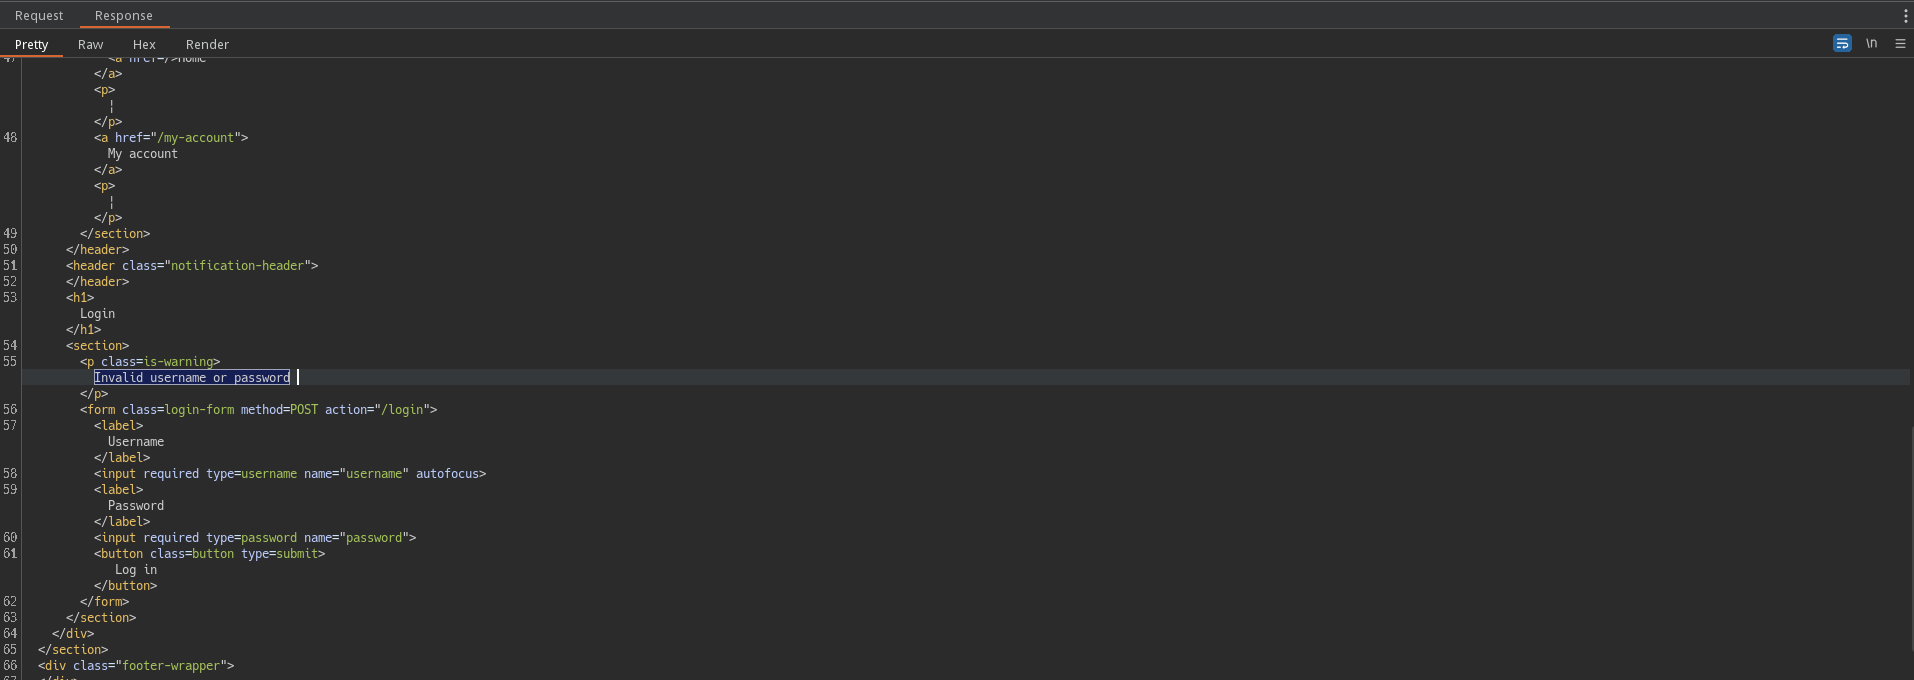 Request Response
Pretty Raw Hex Render \n
47 <a href=/>Home
</a>
<p>
¦
</p>
48 <a href="/my-account">
My account
</a>
<p>
¦
</p>
49 </section>
50 </header>
51 <header class="notification-header">
52 </header>
53 <h1>
Login
</h1>
54 <section>
55 <p class=is-warning>
Invalid username or password
</p>
56 <form class=login-form method=POST action="/login">
57 <label>
Username
</label>
58 <input required type=username name="username" autofocus>
59 <label>
Password
</label>
60 <input required type=password name="password">
61 <button class=button type=submit>
Log in
</button>
62 </form>
63 </section>
64 </div>
65 </section>
66 <div class="footer-wrapper">
67 </div>